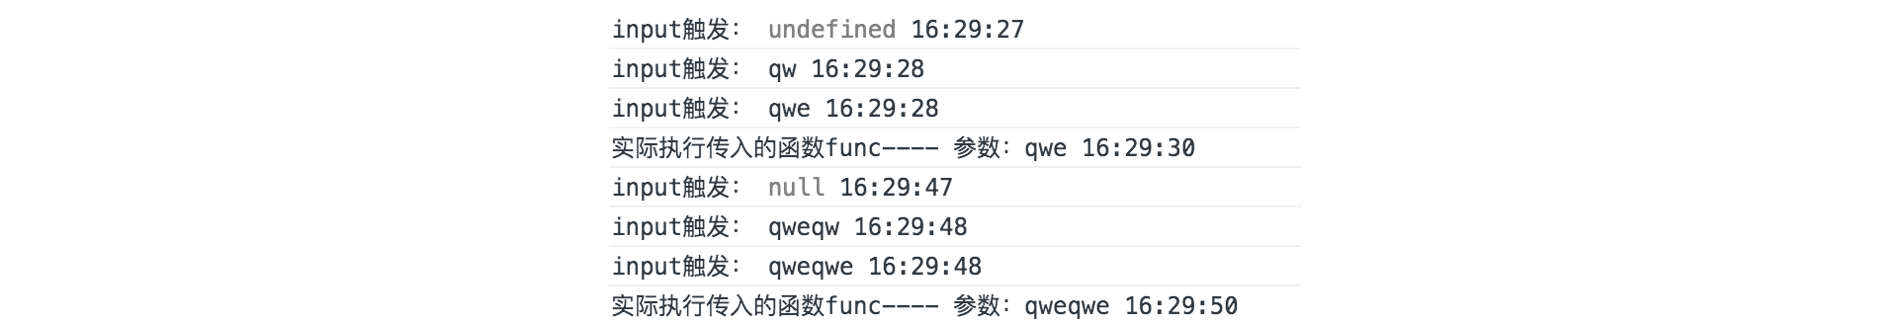 input触发： undefined 16:29:27
input触发： qw 16:29:28
input触发： qwe 16:29:28
实际执行传入的函数func---- 参数：qwe 16:29:30
input触发： null 16:29:47
input触发： qweqw 16:29:48
input触发： qweqwe 16:29:48
实际执行传入的函数func---- 参数：qweqwe 16:29:50